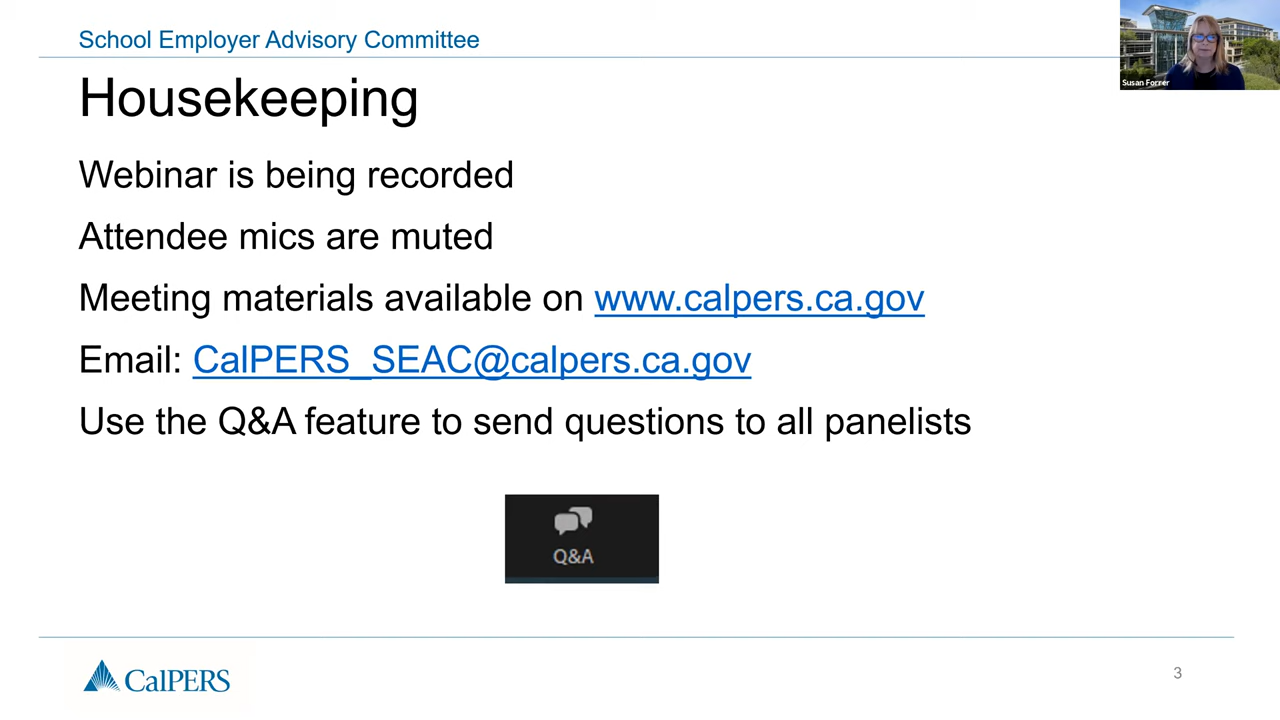 School Employer Advisory Committee
Susan Forrer
Housekeeping
Webinar is being recorded
Attendee mics are muted
Meeting materials available on www.calpers.ca.gov
Email: CalPERS_SEAC@calpers.ca.gov
Use the Q&A feature to send questions to all panelists
Q&A
CalPERS
3